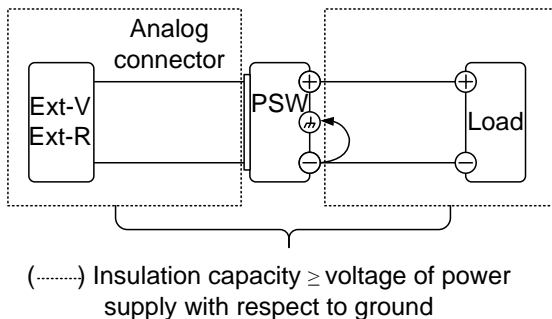 Analog
connector
Ext-V
Ext-R
PSW
+
-
+
-
Load
(........) Insulation capacity ≥ voltage of power
supply with respect to ground